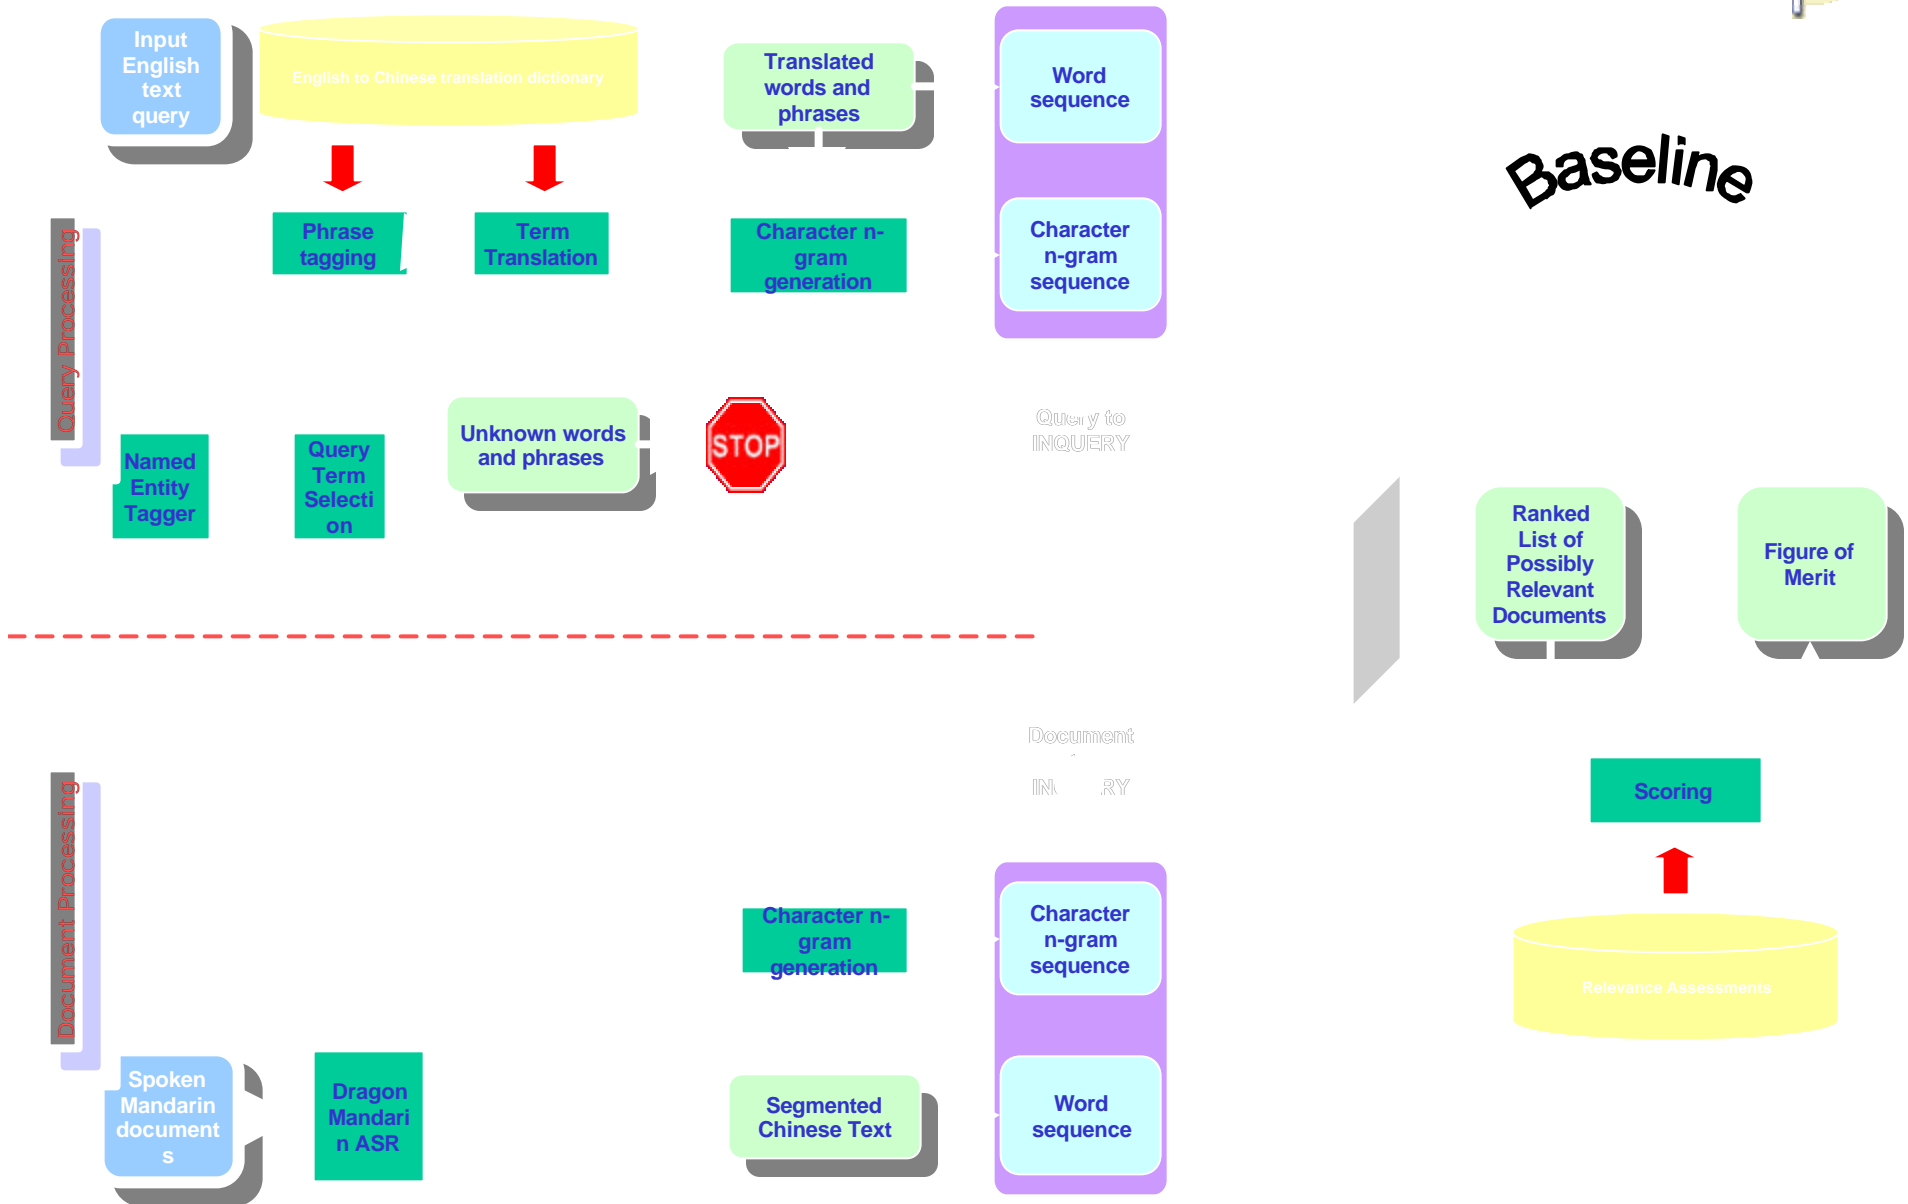 Input
English
text
query
English to Chinese translation dictionary
Translated
words and
phrases
Word
sequence
Baseline
Query Processing
Phrase
tagging
Term
Translation
Character n-
gram
generation
Character
n-gram
sequence
Named
Entity
Tagger
Query
Term
Selecti
on
Unknown words
and phrases
STOP
Query to
INQUERY
Ranked
List of
Possibly
Relevant
Documents
Figure of
Merit
Document
Document Processing
Scoring
Character n-
gram
generation
Character
n-gram
sequence
Relevance Assessments
Spoken
Mandarin
document
s
Dragon
Mandari
n ASR
Segmented
Chinese Text
Word
sequence